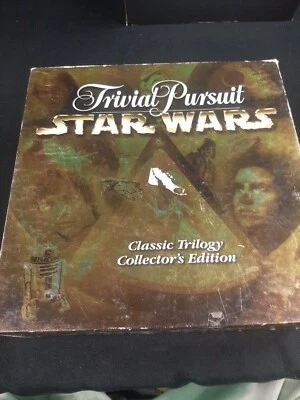 Trivial Pursuit
STAR WARS
Classic Trilogy
Collector's Edition